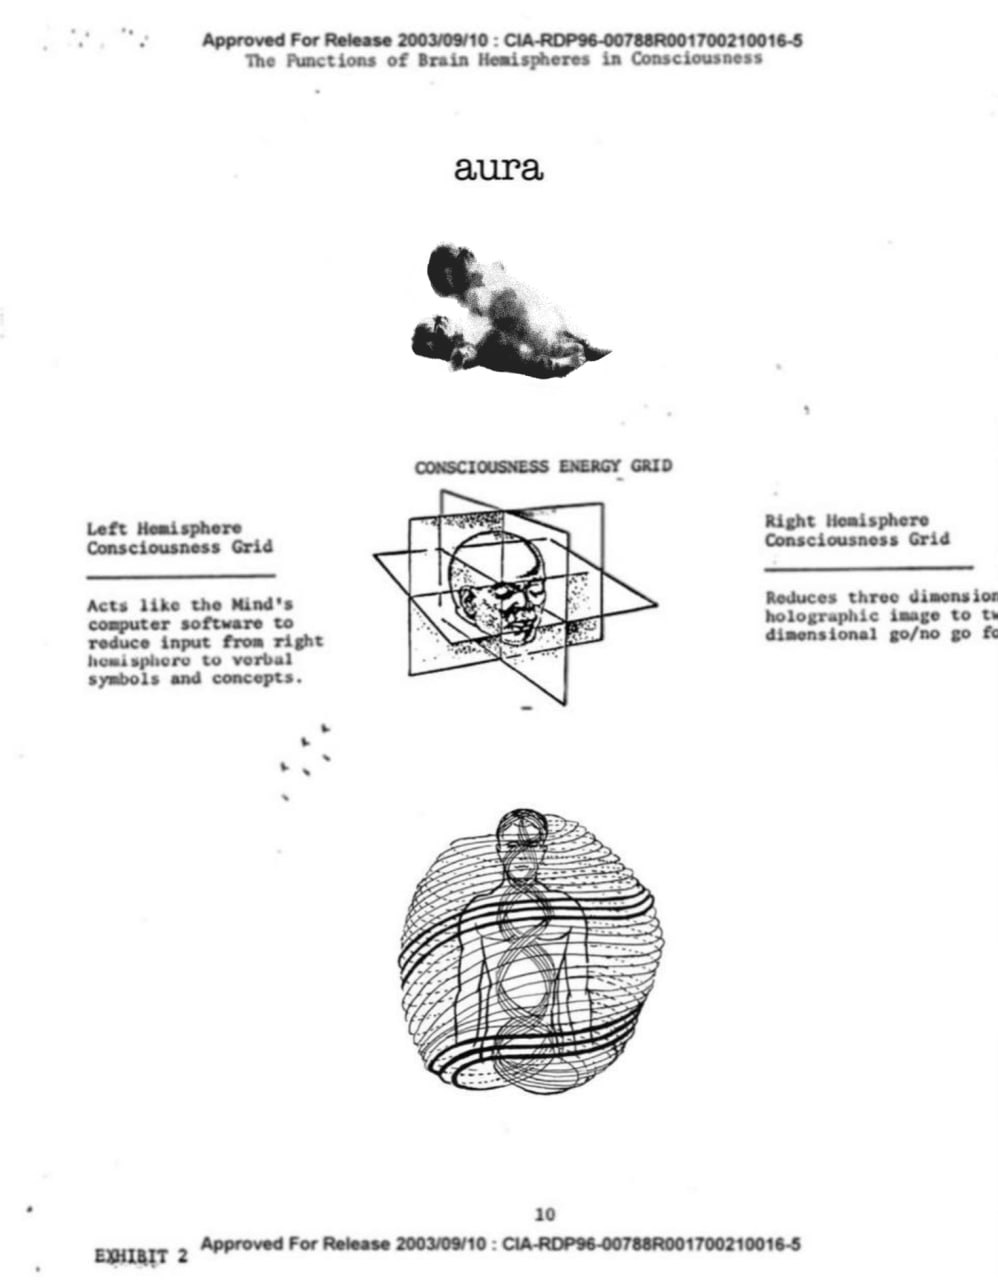 Approved For Release 2003/09/10 : CIA-RDP96-00788R001700210016-5
The Functions of Brain Hemispheres in Consciousness
aura
CONSCIOUSNESS ENERGY GRID
Left Hemisphere
Consciousness Grid
Acts like the Mind's
computer software to
reduce input from right
hemisphere to verbal
symbols and concepts.
Right Hemisphere
Consciousness Grid
Reduces three dimension
holographic image to tw
dimensional go/no go fo
10
Approved For Release 2003/09/10 : CIA-RDP96-00788R001700210016-5
EXHIBIT 2